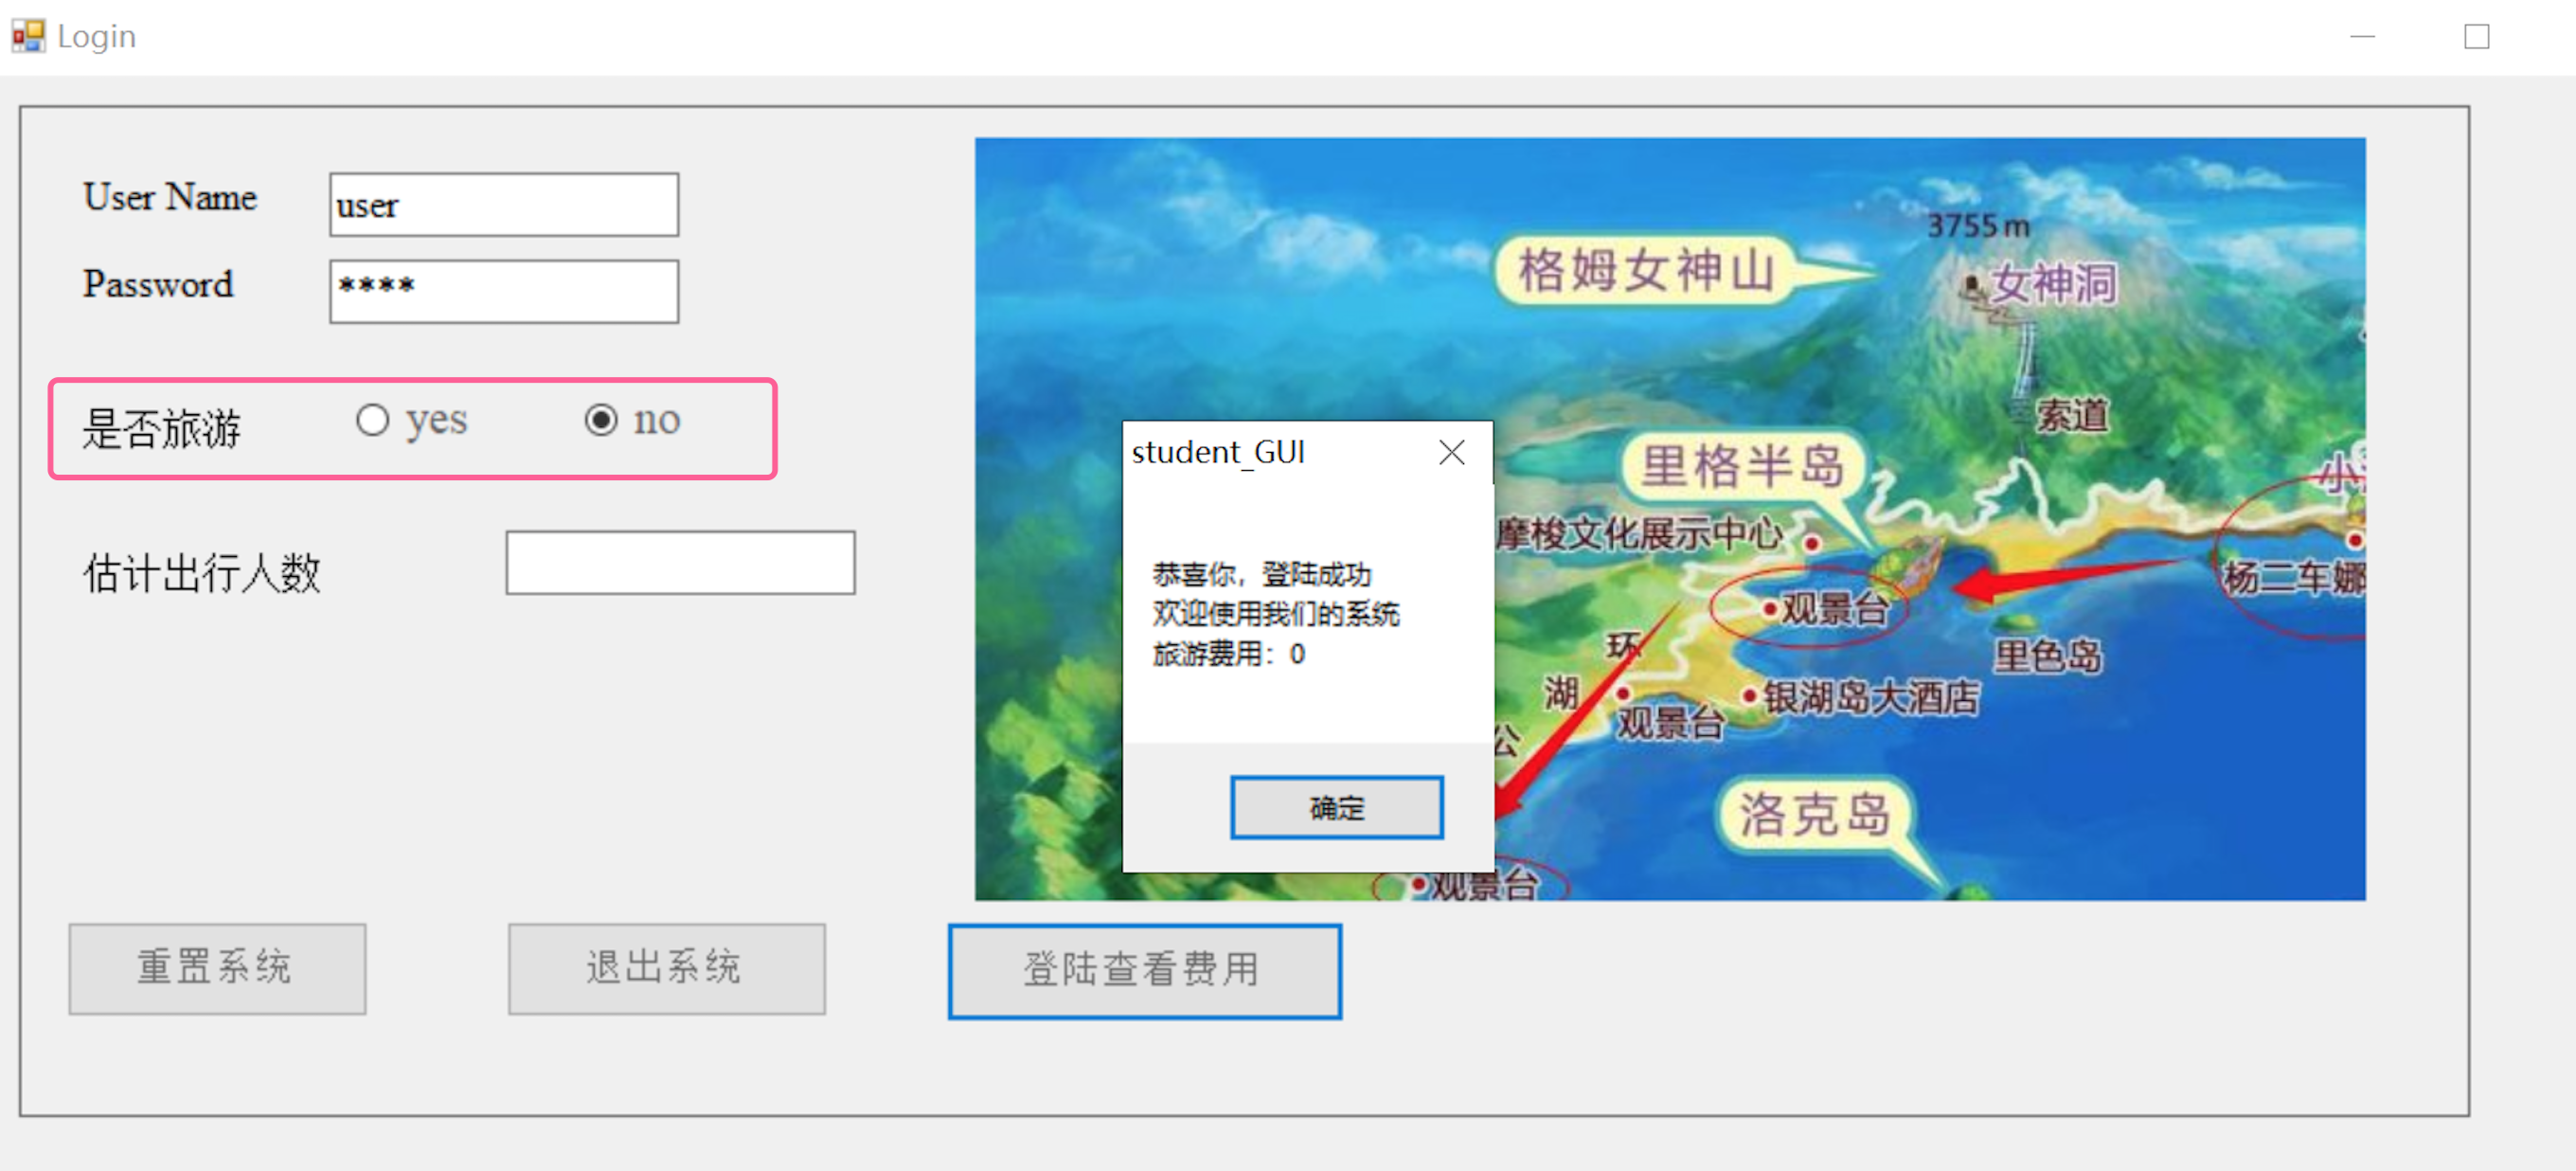 Login
User Name
user
Password
****
是否旅游
yes
no
估计出行人数
重置系统
退出系统
登陆查看费用
3755m
格姆女神山
女神洞
索道
里格半岛
小
摩梭文化展示中心
观景台
杨二车娜
里色岛
环
湖
公
银湖岛大酒店
观景台
洛克岛
观景台
student_GUI
恭喜你，登陆成功
欢迎使用我们的系统
旅游费用：0
确定